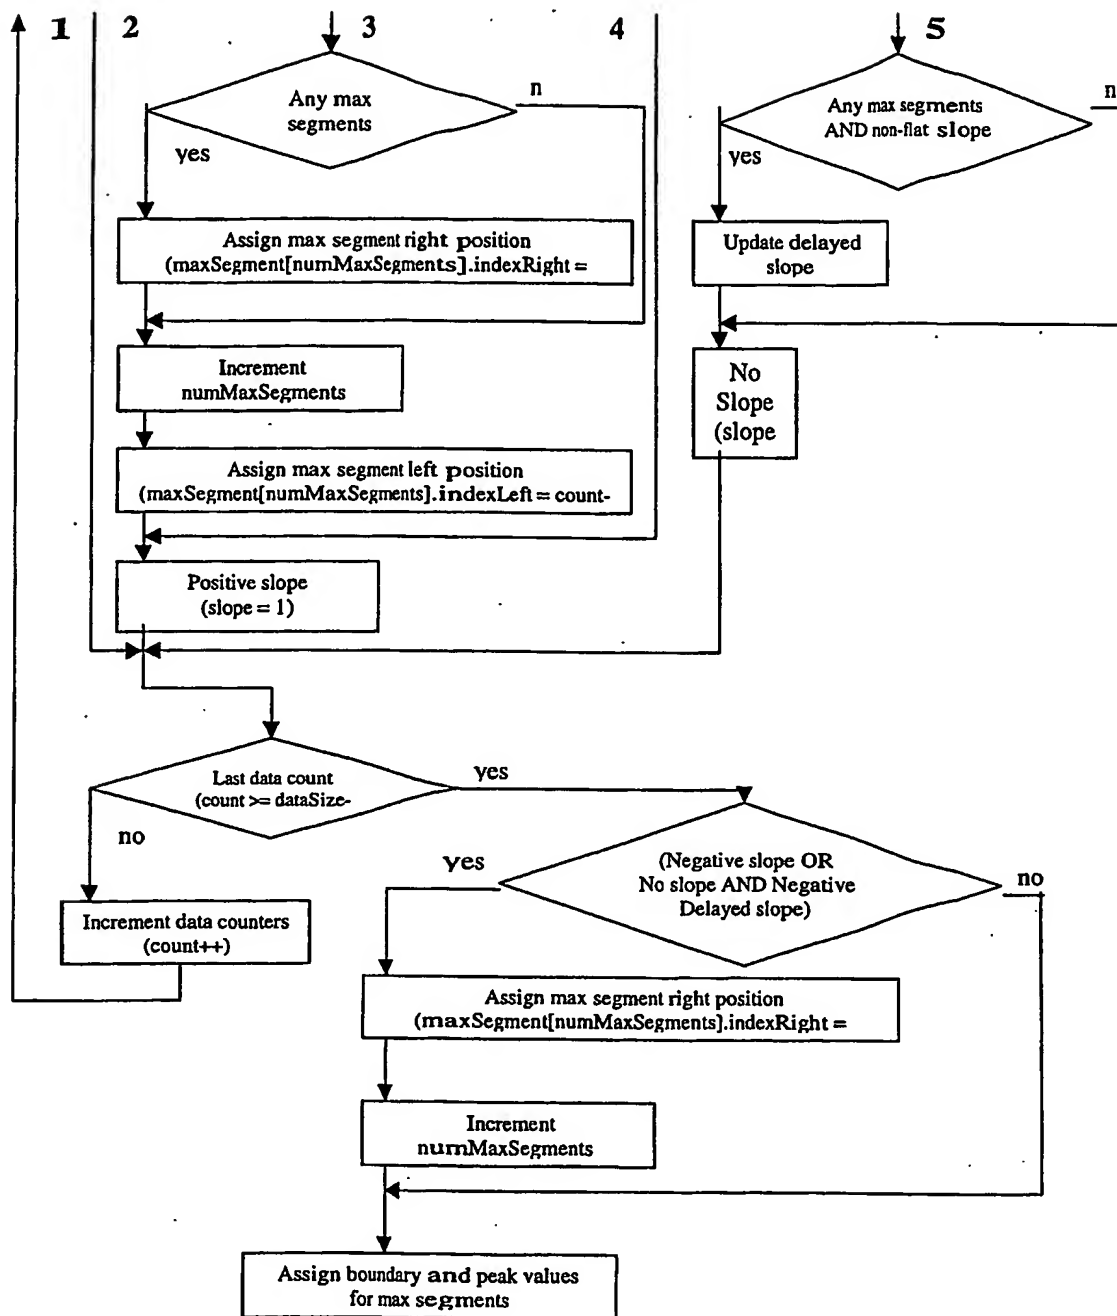 1 2 3 4 5
Any max
segments
n
yes
Any max segments
AND non-flat slope
n
yes
Assign max segment right position
(maxSegment[numMaxSegments].indexRight =
Update delayed
slope
Increment
numMaxSegments
No
Slope
(slope
Assign max segment left position
(maxSegment[numMaxSegments].indexLeft = count-
Positive slope
(slope = 1)
Last data count
(count >= dataSize-
yes
no
(Negative slope OR
No slope AND Negative
Delayed slope)
yes
no
Increment data counters
(count++)
Assign max segment right position
(maxSegment[numMaxSegments].indexRight =
Increment
numMaxSegments
Assign boundary and peak values
for max segments